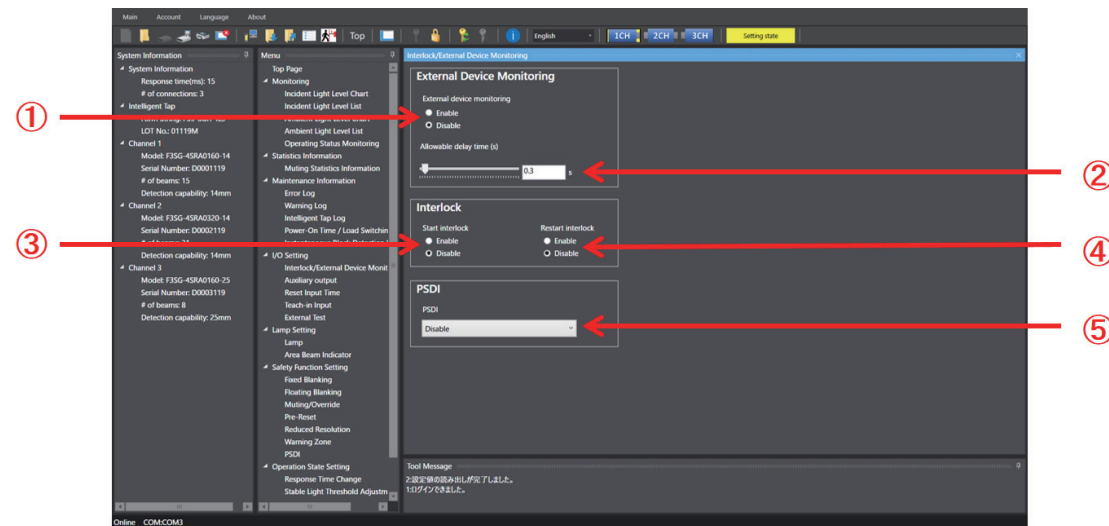 Main Account Language About
Top English 1CH 2CH 3CH Setting state
System Information
System Information
Response time(ms): 15
# of connections: 3
Intelligent Tap
LOT No.: 01119M
Channel 1
Model: F3SG-4SRA0160-14
Serial Number: D0001119
# of beams: 15
Detection capability: 14mm
Channel 2
Model: F3SG-4SRA0320-14
Serial Number: D0002119
Detection capability: 14mm
Channel 3
Model: F3SG-4SRA0160-25
Serial Number: D0003119
# of beams: 8
Detection capability: 25mm
Menu
Top Page
Monitoring
Incident Light Level Chart
Incident Light Level List
Ambient Light Level Chart
Ambient Light Level List
Operating Status Monitoring
Statistics Information
Muting Statistics Information
Maintenance Information
Error Log
Warning Log
Intelligent Tap Log
Power-On Time / Load Switchin
I/O Setting
Interlock/External Device Monit
Auxiliary output
Reset Input Time
Teach-in Input
External Test
Lamp Setting
Lamp
Area Beam Indicator
Safety Function Setting
Fixed Blanking
Floating Blanking
Muting/Override
Pre-Reset
Reduced Resolution
Warning Zone
PSDI
Operation State Setting
Response Time Change
Stable Light Threshold Adjustm
Interlock/External Device Monitoring
External Device Monitoring
External device monitoring
① Enable
Disable
Allowable delay time (s)
0.3 s ②
Interlock
Start interlock Restart interlock
③ Enable Enable ④
Disable Disable
PSDI
PSDI
Disable ⑤
Tool Message
2:設定値の読み出しが完了しました。
1:ログインできました。
Online COM:COM3